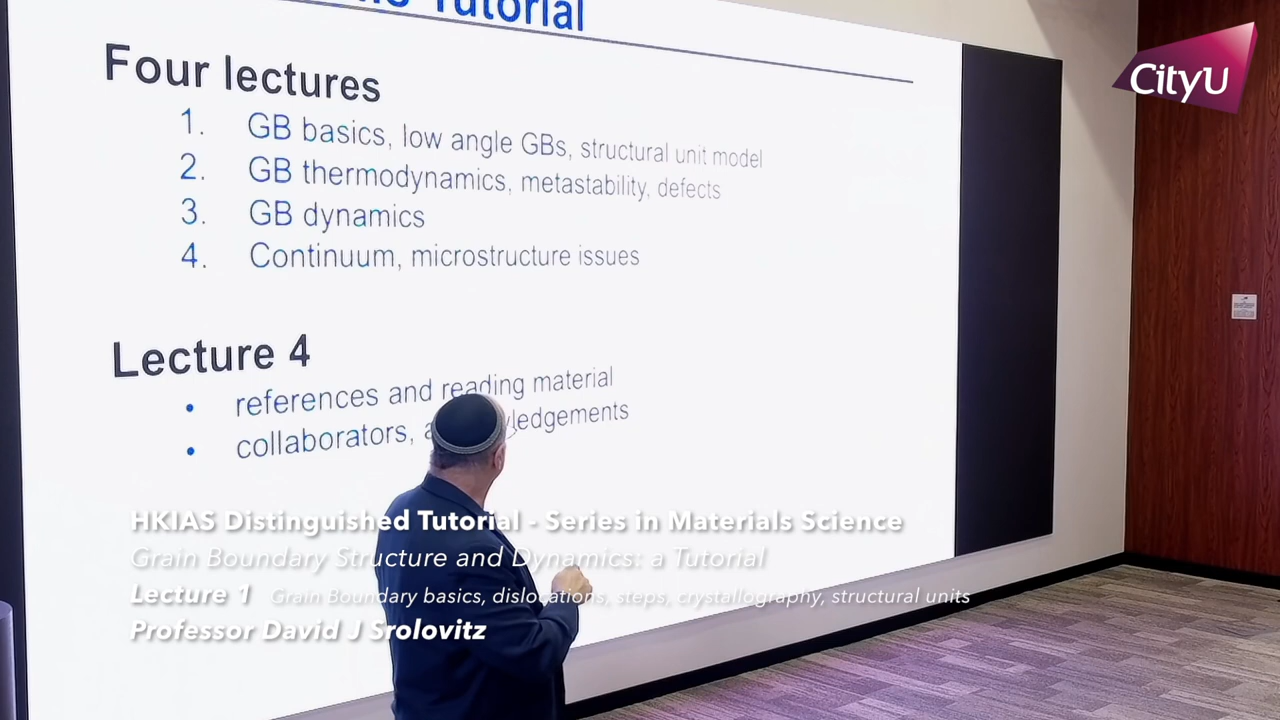 Tutorial
CityU
Four lectures
1. GB basics, low angle GBs, structural unit model
2. GB thermodynamics, metastability, defects
3. GB dynamics
4. Continuum, microstructure issues
Lecture 4
• references and reading material
• collaborators,
HKIAS Distinguished Tutorial - Series in Materials Science
Grain Boundary Structure and Dynamics: a Tutorial
Lecture 1 Grain Boundary basics, dislocations, steps, crystallography, structural units
Professor David J Srolovitz